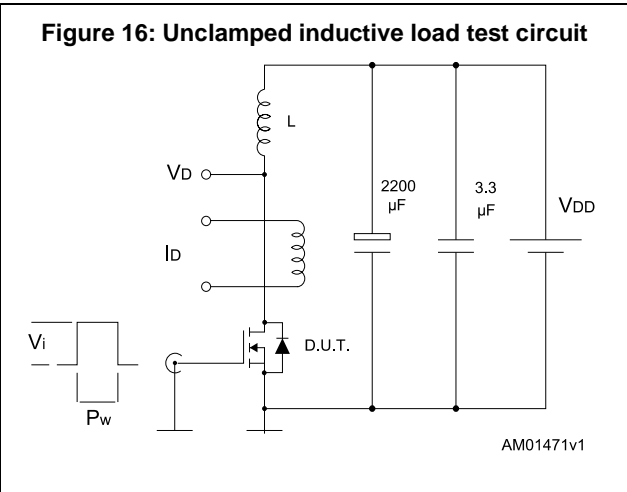 Figure 16: Unclamped inductive load test circuit
L
VD
2200
µF
3.3
µF
VDD
ID
Vi
D.U.T.
Pw
AM01471v1